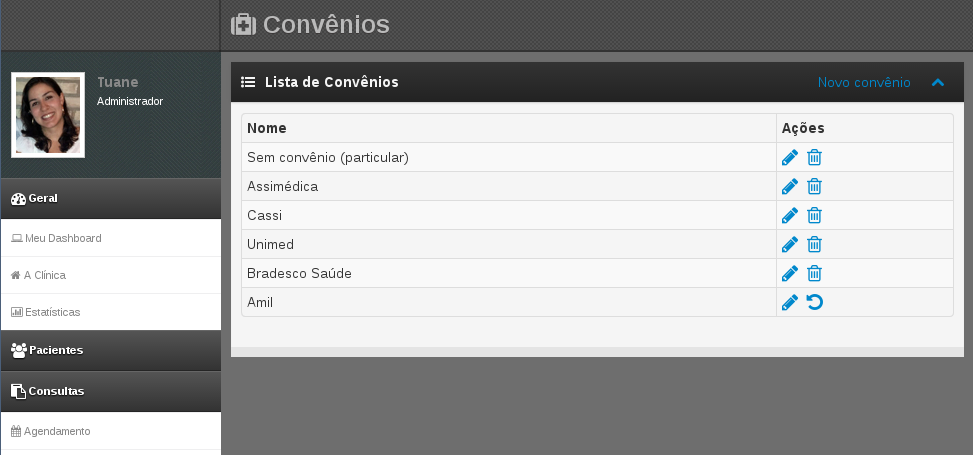 Convênios
Tuane
Administrador
Geral
Meu Dashboard
A Clínica
Estatísticas
Pacientes
Consultas
Agendamento
Lista de Convênios
Novo convênio
Nome Ações
Sem convênio (particular)
Assimédica
Cassi
Unimed
Bradesco Saúde
Amil